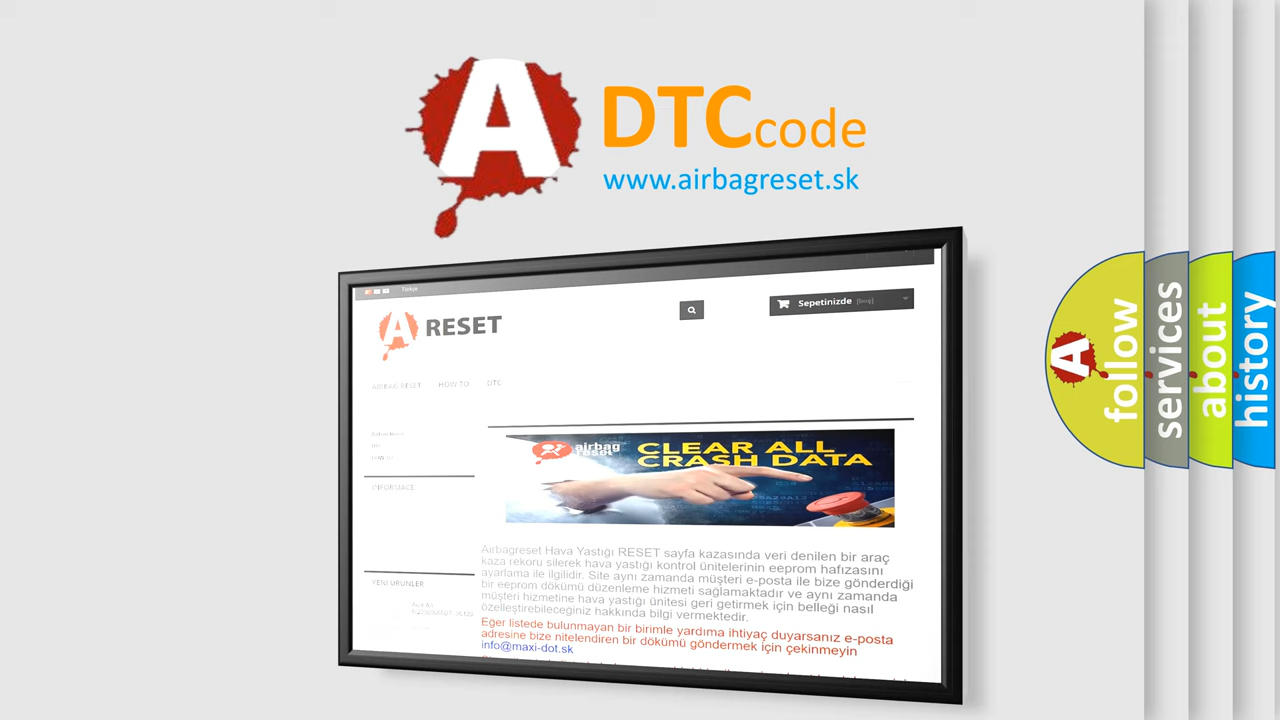 A DTCcode
www.airbagreset.sk
Türkçe
A RESET
Sepetinizde
AIRBAG RESET HOW TO DTC
INFORMACE
airbag
reset
CLEAR ALL
CRASH DATA
Airbagreset Hava Yastığı RESET sayfa kazasında veri denilen bir araç
kaza rekoru silerek hava yastığı kontrol ünitelerinin eeprom hafızasını
ayarlama ile ilgilidir. Site aynı zamanda müşteri e-posta ile bize gönderdiği
bir eeprom dökümü düzenleme hizmeti sağlamaktadır ve aynı zamanda
müşteri hizmetine hava yastığı ünitesi geri getirmek için belleği nasıl
özelleştirebileceginiz hakkında bilgi vermektedir.
Eger listede bulunmayan bir birimle yardıma ihtiyaç duyarsanız e-posta
adresine bize nitelendiren bir dökümü göndermek için çekinmeyin
info@maxi-dot.sk
YENI ÜRÜNLER
A
follow
services
about
history